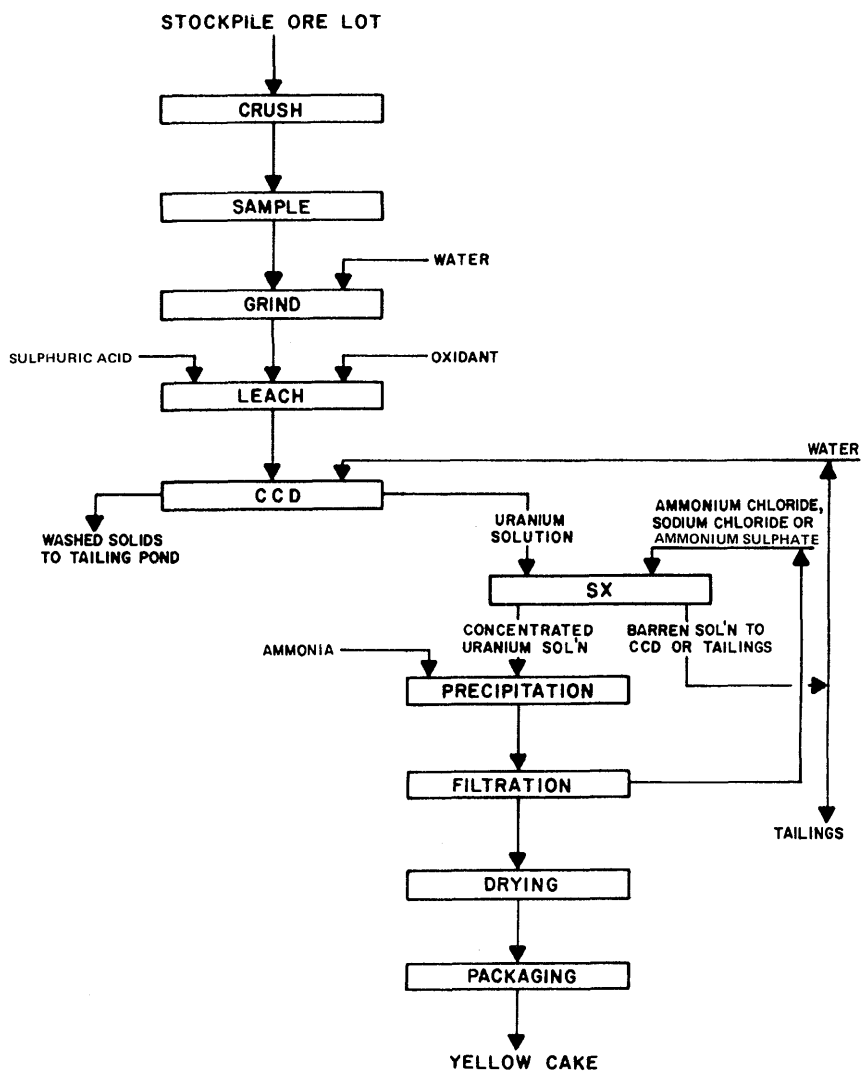 STOCKPILE ORE LOT
CRUSH
SAMPLE
WATER
GRIND
SULPHURIC ACID
OXIDANT
LEACH
WATER
CCD
WASHED SOLIDS
TO TAILING POND
URANIUM
SOLUTION
AMMONIUM CHLORIDE,
SODIUM CHLORIDE OR
AMMONIUM SULPHATE
SX
CONCENTRATED
URANIUM SOL'N
BARREN SOL'N TO
CCD OR TAILINGS
AMMONIA
PRECIPITATION
FILTRATION
TAILINGS
DRYING
PACKAGING
YELLOW CAKE